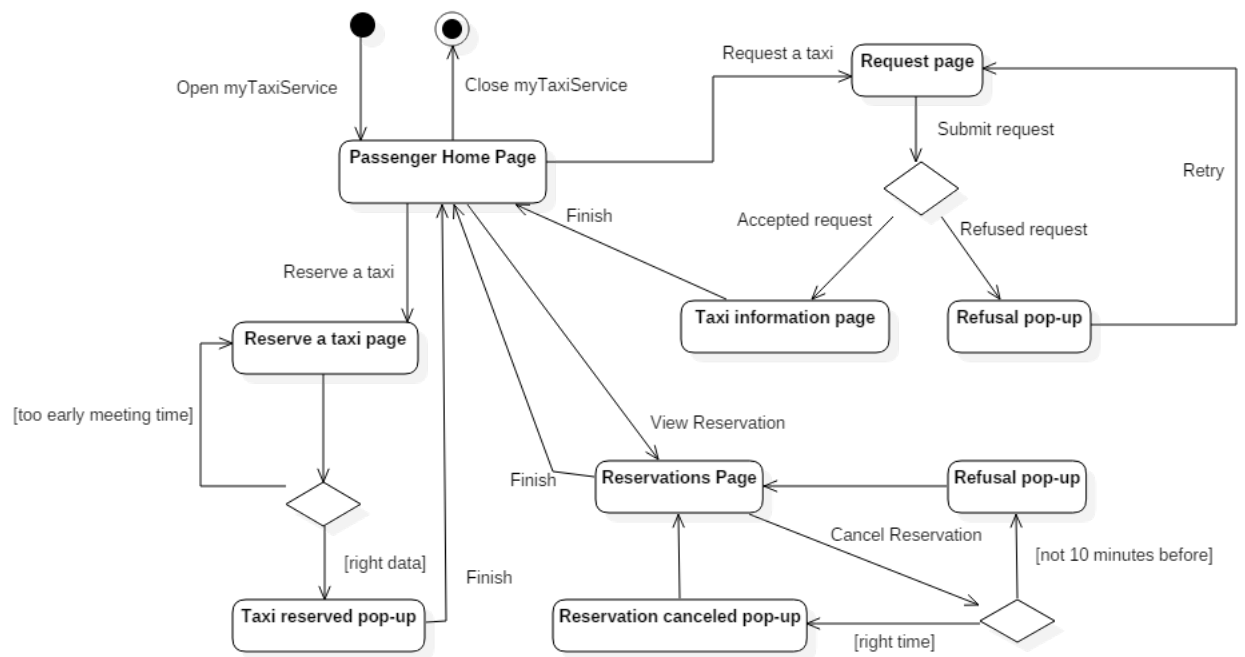 Request a taxi
Request page
Open myTaxiService
Close myTaxiService
Submit request
Passenger Home Page
Retry
Finish
Accepted request
Refused request
Reserve a taxi
Taxi information page
Refusal pop-up
Reserve a taxi page
[too early meeting time]
View Reservation
Finish
Reservations Page
Refusal pop-up
Cancel Reservation
[right data]
[not 10 minutes before]
Finish
Taxi reserved pop-up
Reservation canceled pop-up
[right time]